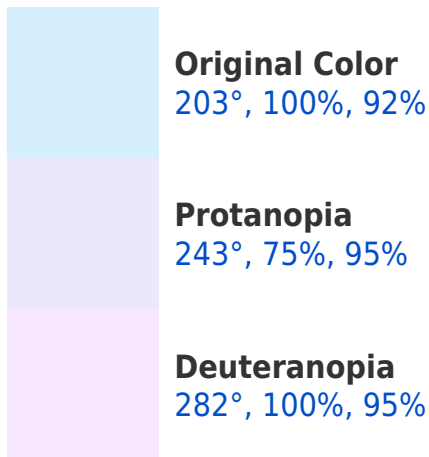 Original Color
203°, 100%, 92%
Protanopia
243°, 75%, 95%
Deuteranopia
282°, 100%, 95%